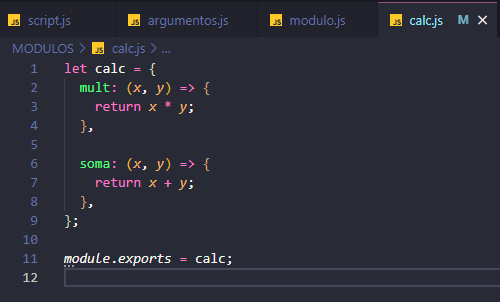 JS script.js JS argumentos.js JS modulo.js JS calc.js M ×
MODULOS > JS calc.js > ...
1 let calc = {
2 mult: (x, y) => {
3 return x * y;
4 },
5
6 soma: (x, y) => {
7 return x + y;
8 },
9 };
10
11 module.exports = calc;
12